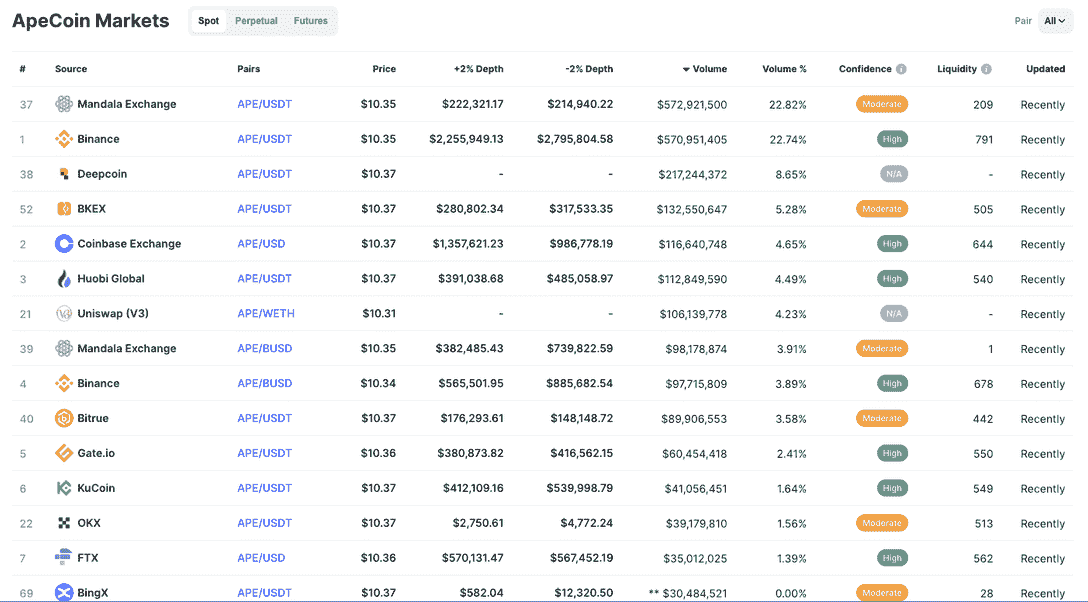 ApeCoin Markets Spot Perpetual Futures Pair All
# Source Pairs Price +2% Depth -2% Depth Volume Volume % Confidence Liquidity Updated
37 Mandala Exchange APE/USDT $10.35 $222,321.17 $214,940.22 $572,921,500 22.82% Moderate 209 Recently
1 Binance APE/USDT $10.35 $2,255,949.13 $2,795,804.58 $570,951,405 22.74% High 791 Recently
38 Deepcoin APE/USDT $10.37 - - $217,244,372 8.65% N/A - Recently
52 BKEX APE/USDT $10.37 $280,802.34 $317,533.35 $132,550,647 5.28% Moderate 505 Recently
2 Coinbase Exchange APE/USD $10.37 $1,357,621.23 $986,778.19 $116,640,748 4.65% High 644 Recently
3 Huobi Global APE/USDT $10.37 $391,038.68 $485,058.97 $112,849,590 4.49% High 540 Recently
21 Uniswap (V3) APE/WETH $10.31 - - $106,139,778 4.23% N/A - Recently
39 Mandala Exchange APE/BUSD $10.35 $382,485.43 $739,822.59 $98,178,874 3.91% Moderate 1 Recently
4 Binance APE/BUSD $10.34 $565,501.95 $885,682.54 $97,715,809 3.89% High 678 Recently
40 Bitrue APE/USDT $10.37 $176,293.61 $148,148.72 $89,906,553 3.58% Moderate 442 Recently
5 Gate.io APE/USDT $10.36 $380,873.82 $416,562.15 $60,454,418 2.41% High 550 Recently
6 KuCoin APE/USDT $10.37 $412,109.16 $539,998.79 $41,056,451 1.64% High 549 Recently
22 OKX APE/USDT $10.37 $2,750.61 $4,772.24 $39,179,810 1.56% Moderate 513 Recently
7 FTX APE/USD $10.36 $570,131.47 $567,452.19 $35,012,025 1.39% High 562 Recently
69 BingX APE/USDT $10.37 $582.04 $12,320.50 ** $30,484,521 0.00% Moderate 28 Recently